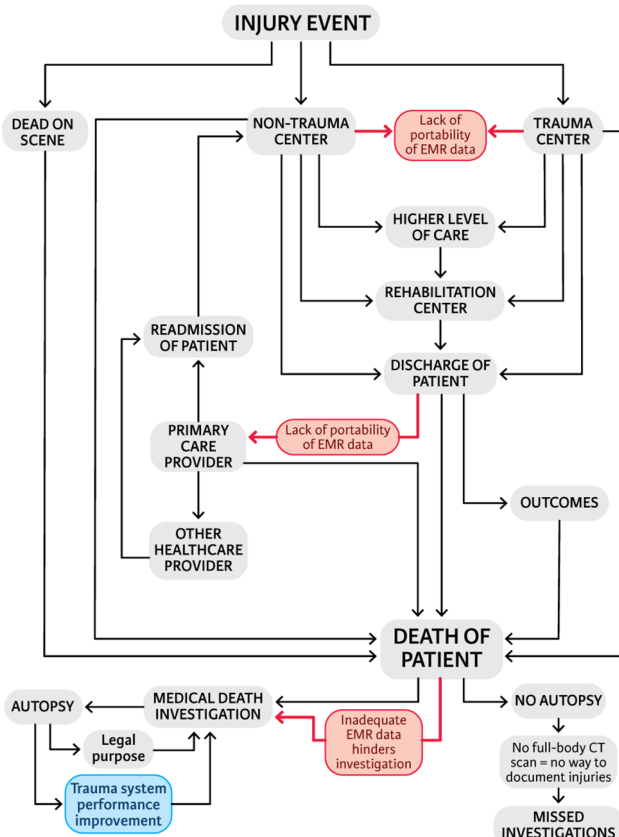 INJURY EVENT
DEAD ON
SCENE
NON-TRAUMA
CENTER
Lack of
portability
of EMR data
TRAUMA
CENTER
HIGHER LEVEL
OF CARE
REHABILITATION
CENTER
READMISSION
OF PATIENT
DISCHARGE OF
PATIENT
PRIMARY
CARE
PROVIDER
Lack of portability
of EMR data
OTHER
HEALTHCARE
PROVIDER
OUTCOMES
DEATH OF
PATIENT
AUTOPSY
MEDICAL DEATH
INVESTIGATION
NO AUTOPSY
Legal
purpose
Inadequate
EMR data
hinders
investigation
No full-body CT
scan = no way to
document injuries
Trauma system
performance
improvement
MISSED
INVESTIGATIONS